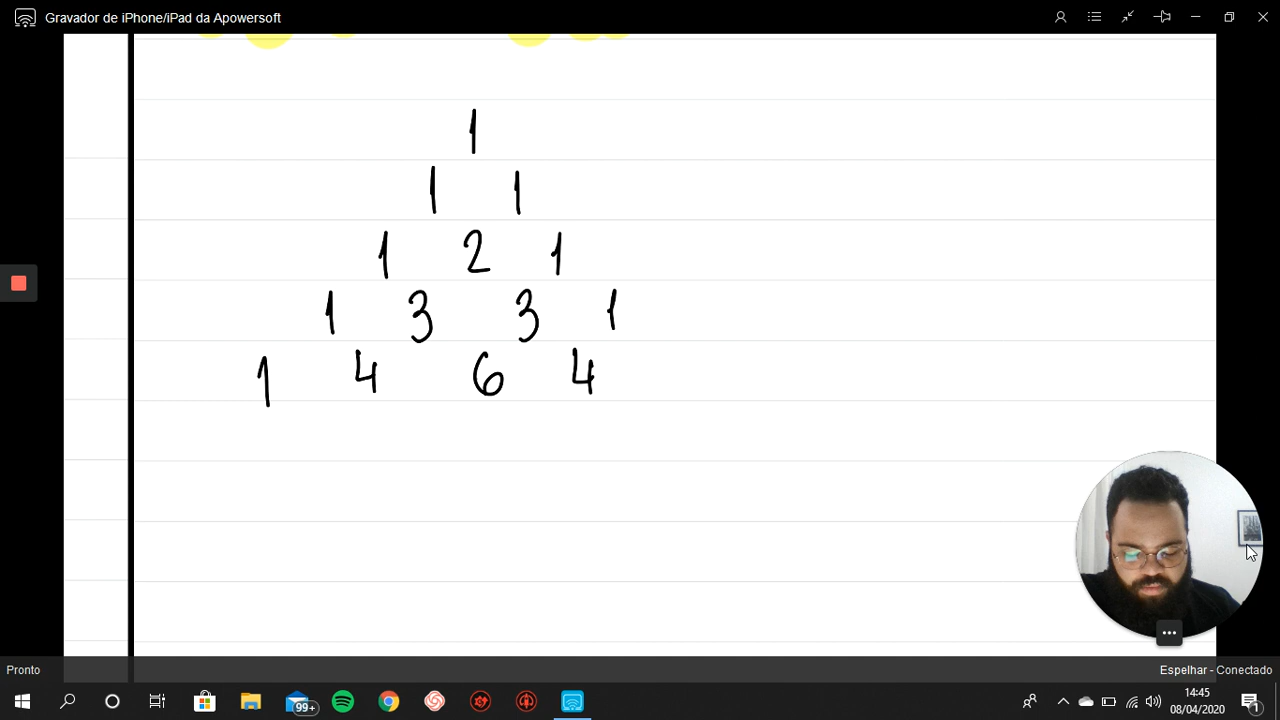 Gravador de iPhone/iPad da Apowersoft
1
1 1
1 2 1
1 3 3 1
1 4 6 4
Pronto
Espelhar - Conectado
99+
14:45
08/04/2020
1